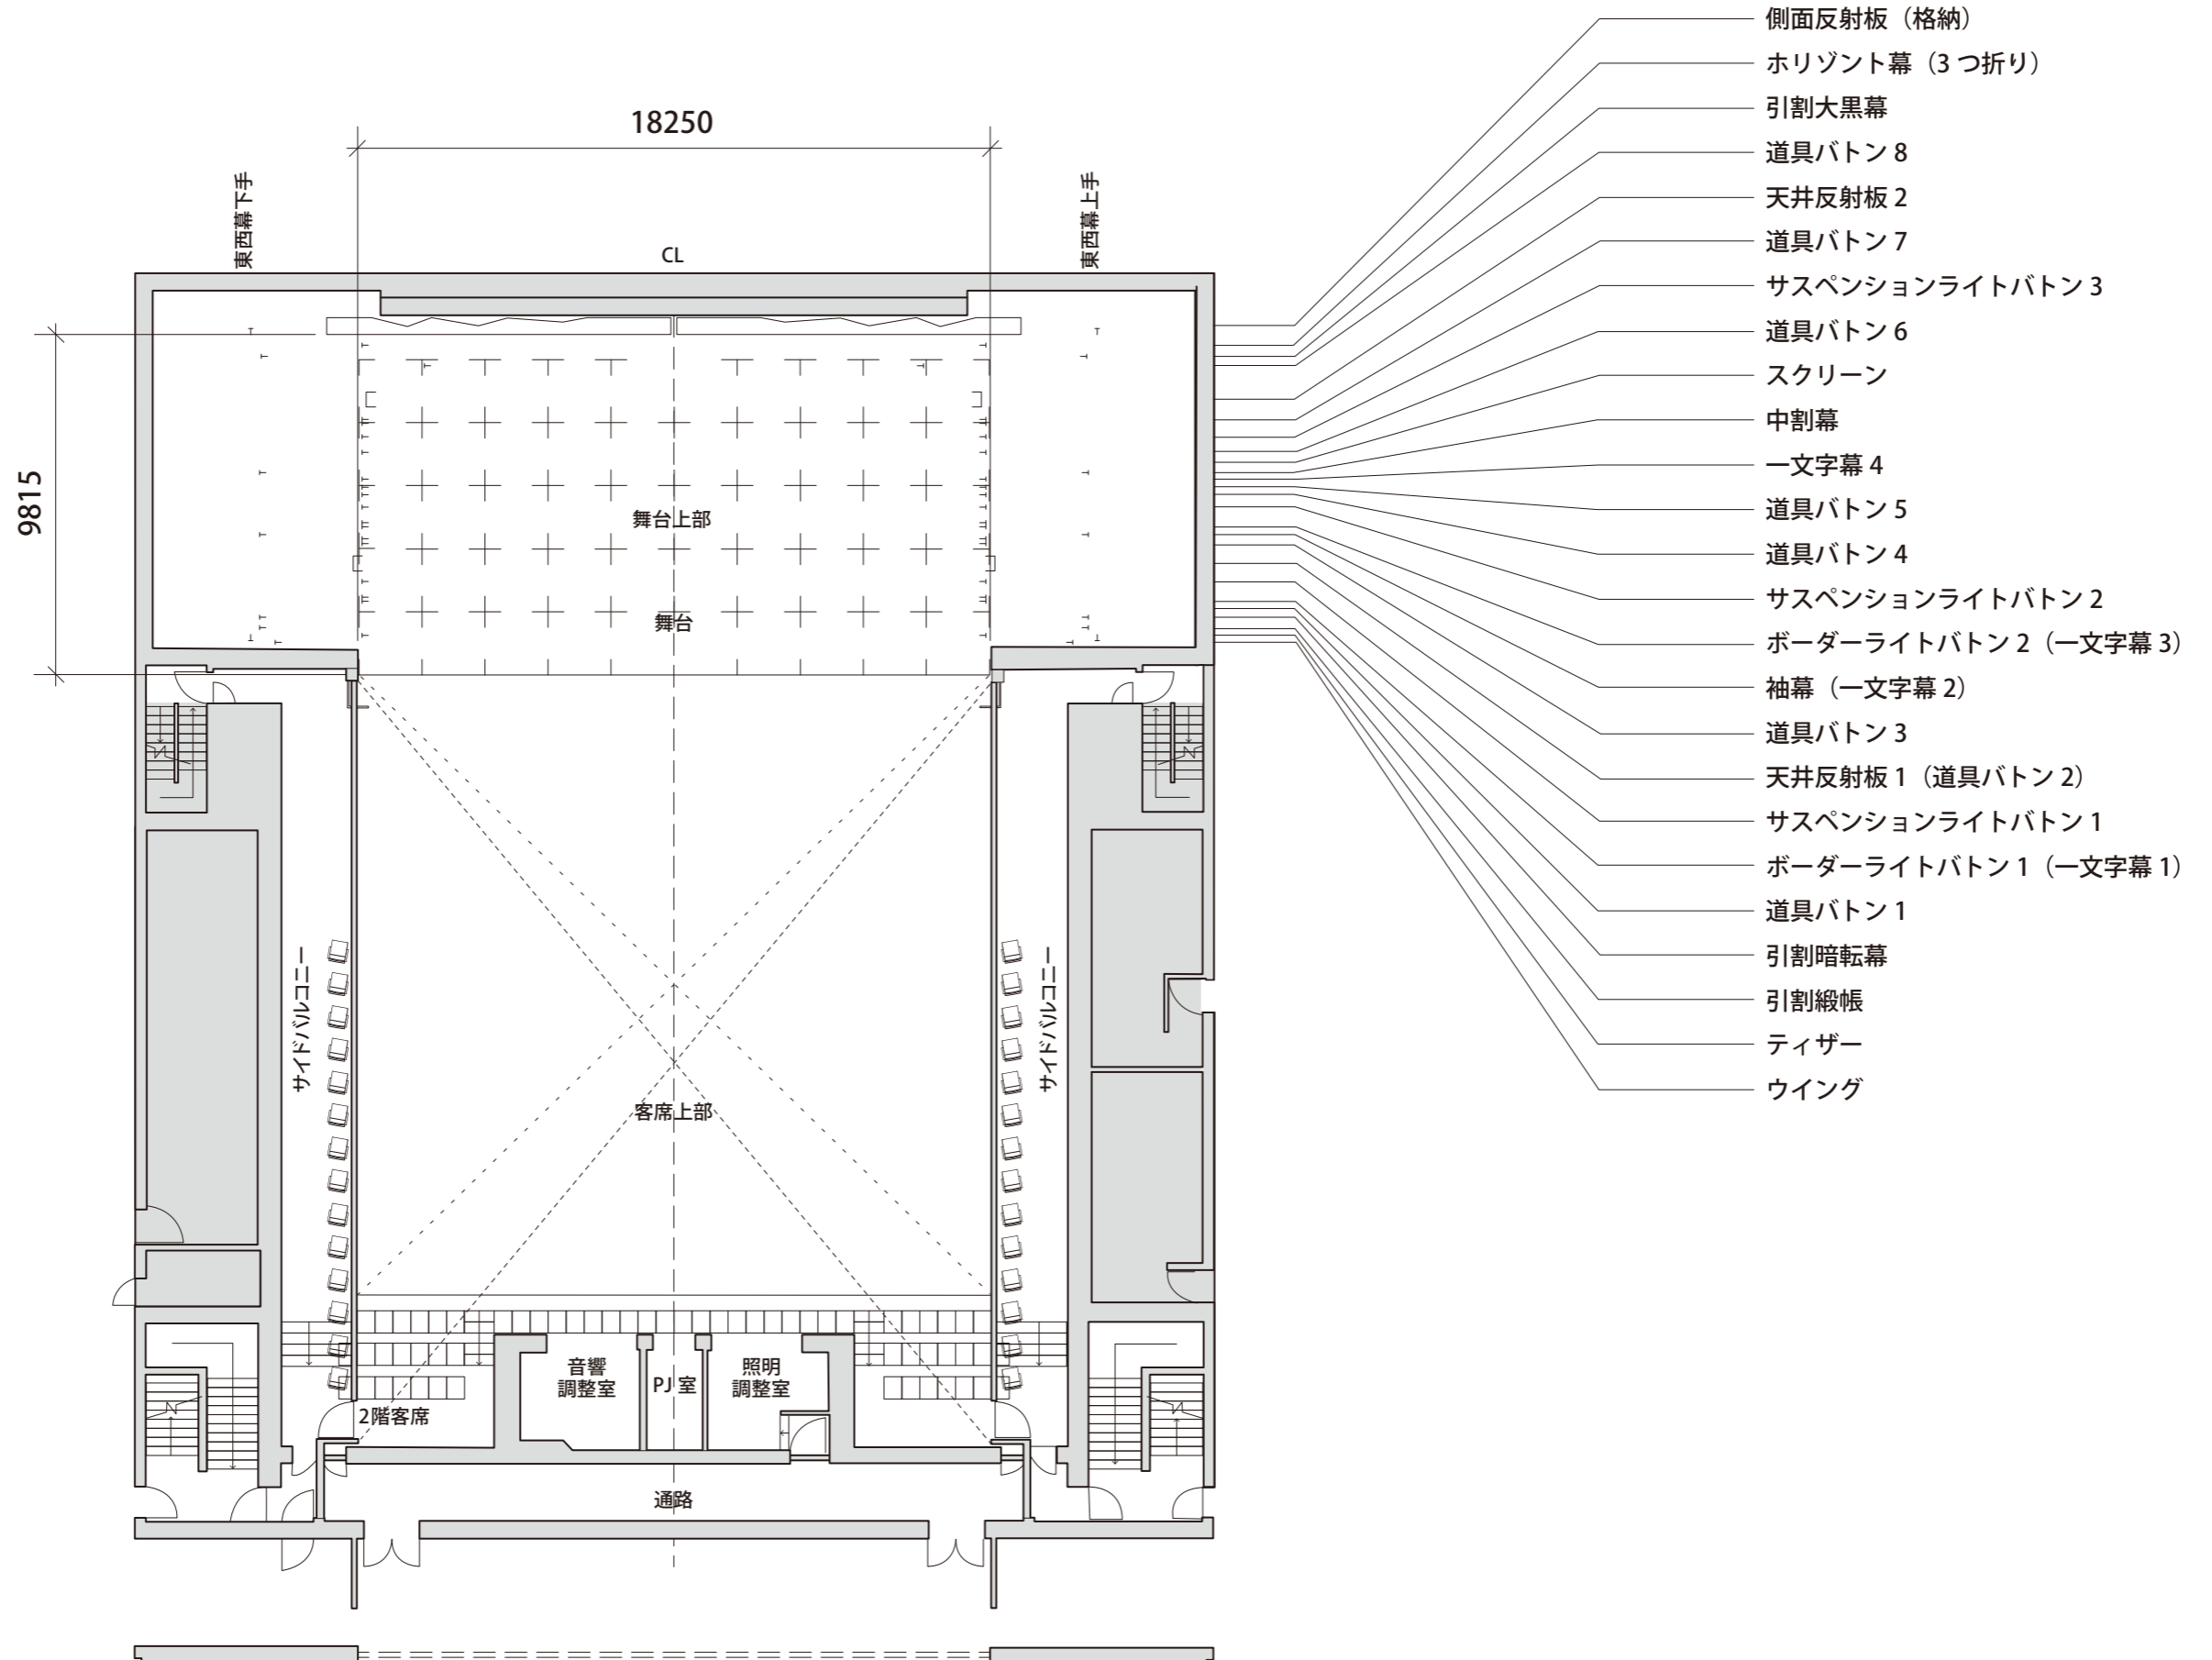 側面反射板（格納）
ホリゾント幕（3 つ折り）
引割大黒幕
道具バトン 8
天井反射板 2
道具バトン 7
サスペンションライトバトン 3
道具バトン 6
スクリーン
中割幕
一文字幕 4
道具バトン 5
道具バトン 4
サスペンションライトバトン 2
ボーダーライトバトン 2（一文字幕 3）
袖幕（一文字幕 2）
道具バトン 3
天井反射板 1（道具バトン 2）
サスペンションライトバトン 1
ボーダーライトバトン 1（一文字幕 1）
道具バトン 1
引割暗転幕
引割緞帳
ティザー
ウイング
18250
東西幕下手
東西幕上手
CL
9815
舞台上部
舞台
サイドバルコニー
サイドバルコニー
客席上部
音響
調整室
PJ 室
照明
調整室
2階客席
通路